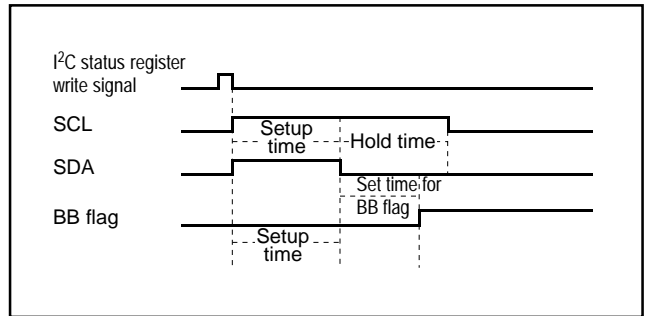 I²C status register
write signal
SCL
Setup
time
Hold time
SDA
Set time for
BB flag
BB flag
Setup
time